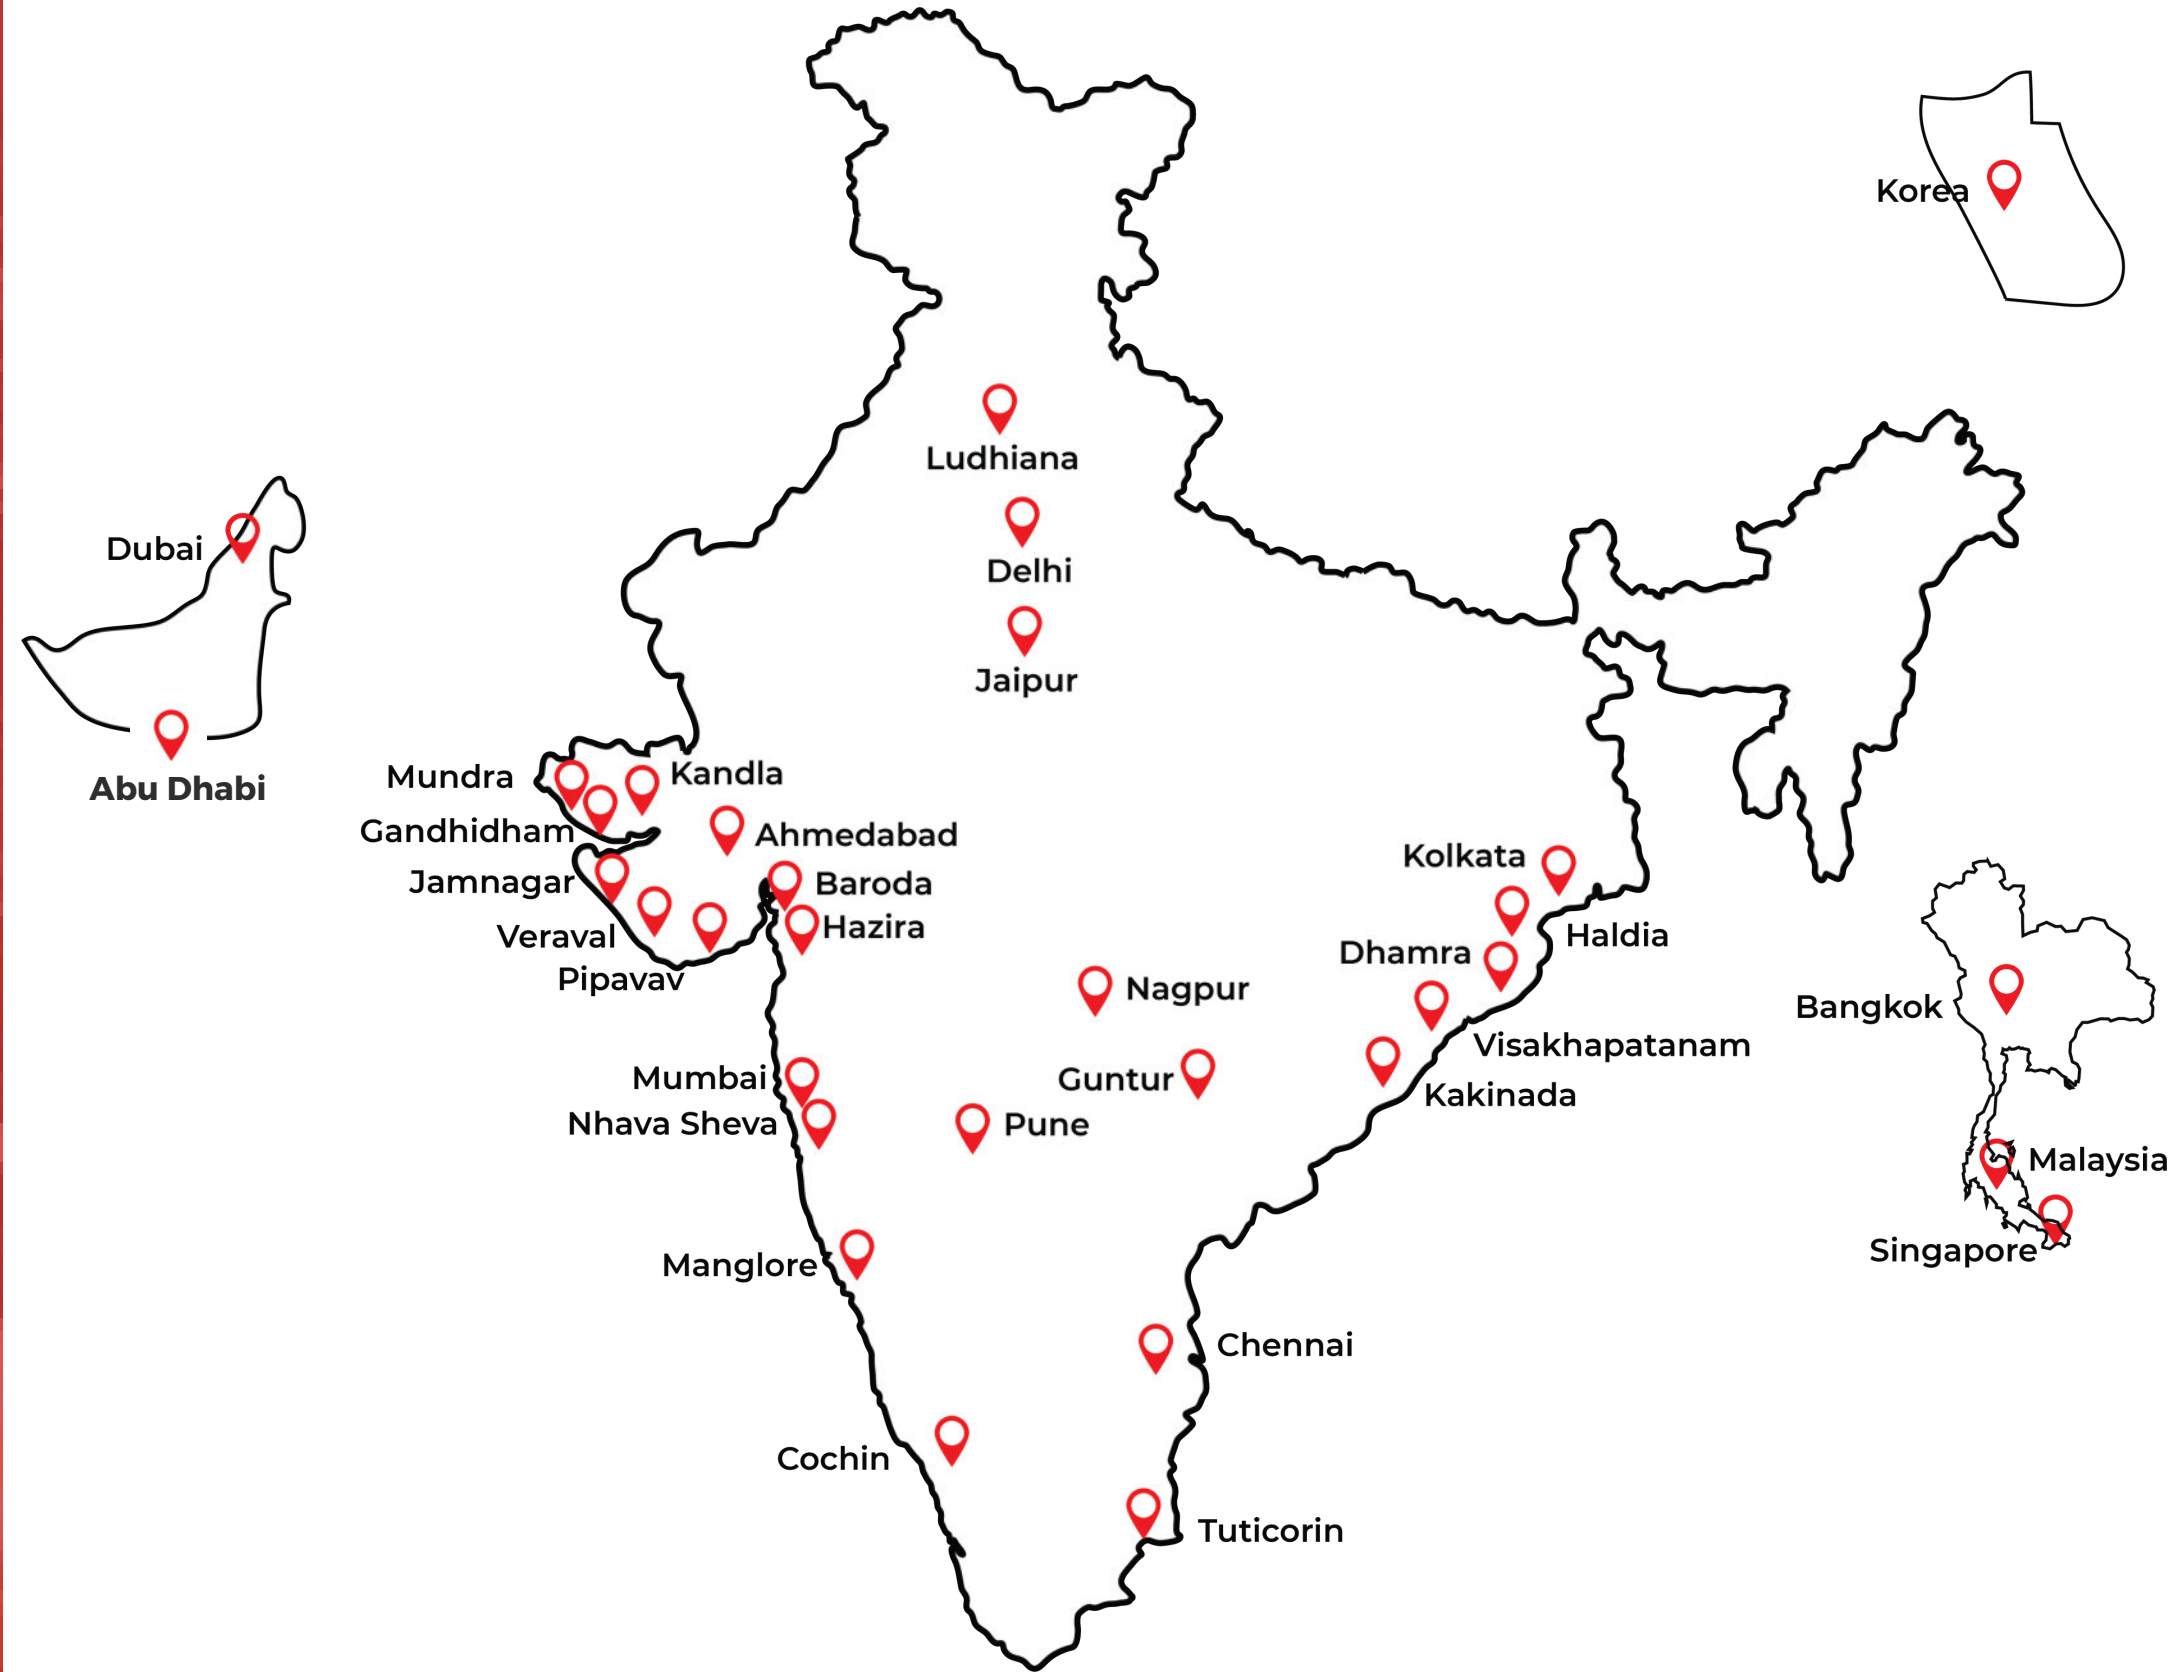 Korea
Ludhiana
Dubai
Delhi
Jaipur
Mundra
Kandla
Abu Dhabi
Gandhidham
Ahmedabad
Jamnagar
Baroda
Kolkata
Veraval
Hazira
Haldia
Pipavav
Dhamra
Nagpur
Bangkok
Visakhapatanam
Mumbai
Guntur
Kakinada
Nhava Sheva
Pune
Malaysia
Singapore
Manglore
Chennai
Cochin
Tuticorin